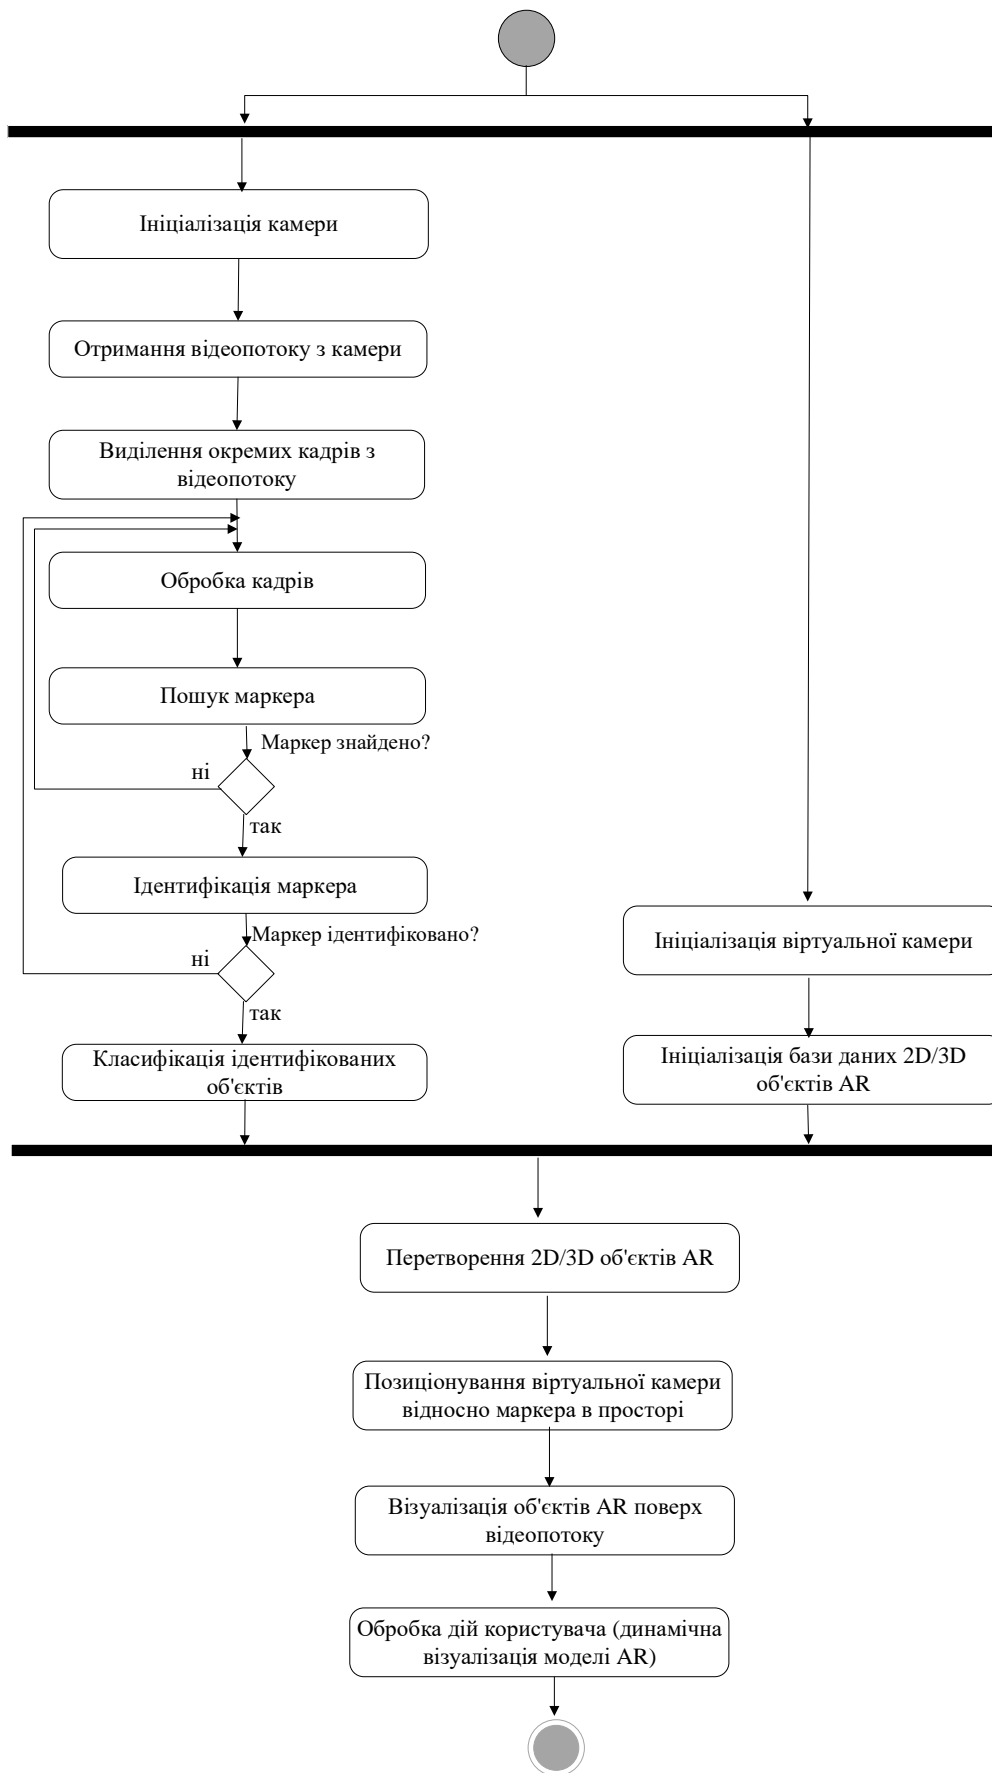 Ініціалізація камери
Отримання відеопотоку з камери
Виділення окремих кадрів з
відеопотоку
Обробка кадрів
Пошук маркера
Маркер знайдено?
ні
так
Ідентифікація маркера
Маркер ідентифіковано?
ні
так
Класифікація ідентифікованих
об'єктів
Ініціалізація віртуальної камери
Ініціалізація бази даних 2D/3D
об'єктів AR
Перетворення 2D/3D об'єктів AR
Позиціонування віртуальної камери
відносно маркера в просторі
Візуалізація об'єктів AR поверх
відеопотоку
Обробка дій користувача (динамічна
візуалізація моделі AR)